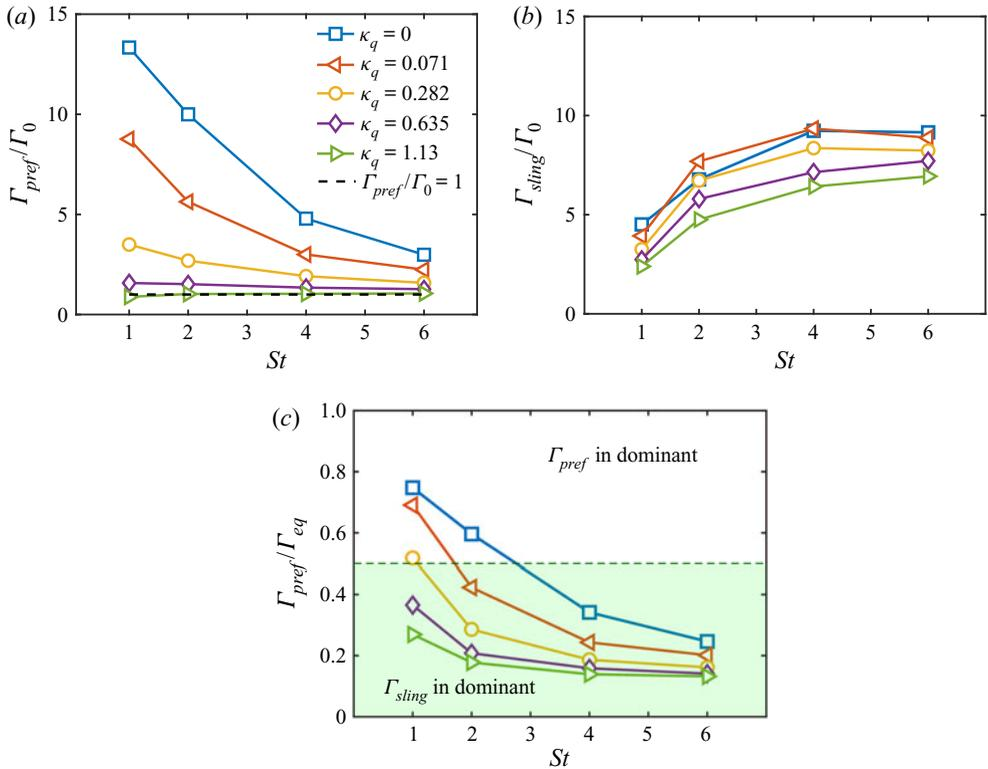 (a)
15
10
5
0
Γpref/Γ0
1 2 3 4 5 6
St
κq = 0
κq = 0.071
κq = 0.282
κq = 0.635
κq = 1.13
Γpref/Γ0 = 1
(b)
15
10
5
0
Γsling/Γ0
1 2 3 4 5 6
St
(c)
1.0
0.8
0.6
0.4
0.2
0
Γpref/Γeq
Γpref in dominant
Γsling in dominant
1 2 3 4 5 6
St